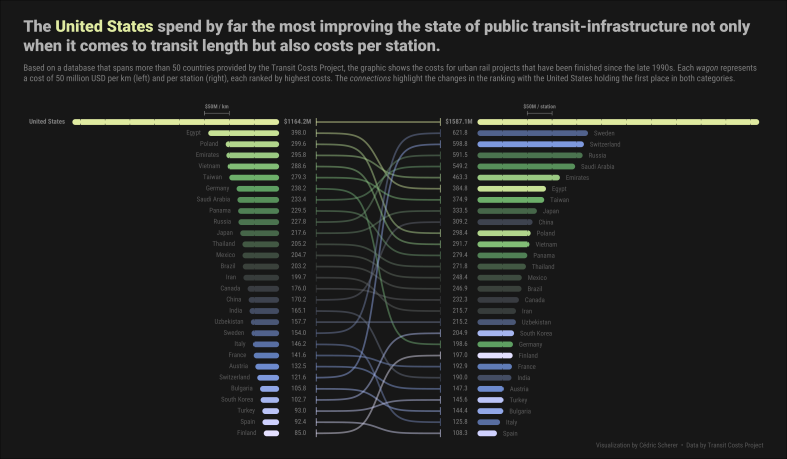 The United States spend by far the most improving the state of public transit-infrastructure not only
when it comes to transit length but also costs per station.
Based on a database that spans more than 50 countries provided by the Transit Costs Project, the graphic shows the costs for urban rail projects that have been finished since the late 1990s. Each wagon represents
a cost of 50 million USD per km (left) and per station (right), each ranked by highest costs. The connections highlight the changes in the ranking with the United States holding the first place in both categories.
$50M / km $50M / station
United States $1164.2M $1587.1M
Egypt 398.0 621.8 Sweden
Poland 299.6 598.8 Switzerland
Emirates 295.8 591.5 Russia
Vietnam 288.6 549.2 Saudi Arabia
Taiwan 279.3 463.3 Emirates
Germany 238.2 384.8 Egypt
Saudi Arabia 233.4 374.9 Taiwan
Panama 229.5 333.5 Japan
Russia 227.8 309.2 China
Japan 217.6 298.4 Poland
Thailand 205.2 291.7 Vietnam
Mexico 204.7 279.4 Panama
Brazil 203.2 271.8 Thailand
Iran 199.7 248.4 Mexico
Canada 176.0 246.9 Brazil
China 170.2 232.3 Canada
India 165.1 215.7 Iran
Uzbekistan 157.7 215.2 Uzbekistan
Sweden 154.0 204.9 South Korea
Italy 146.2 198.6 Germany
France 141.6 197.0 Finland
Austria 132.5 192.9 France
Switzerland 121.6 190.0 India
Bulgaria 105.8 147.3 Austria
South Korea 102.7 145.6 Turkey
Turkey 93.0 144.4 Bulgaria
Spain 92.4 125.8 Italy
Finland 85.0 108.3 Spain
Visualization by Cédric Scherer • Data by Transit Costs Project